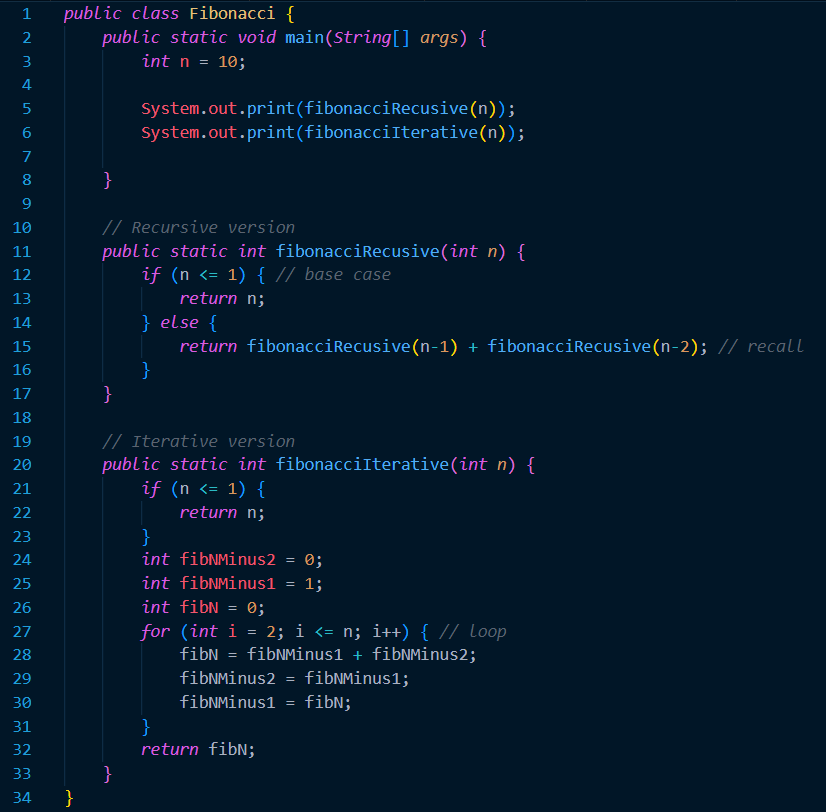 1 public class Fibonacci {
2     public static void main(String[] args) {
3         int n = 10;
4
5         System.out.print(fibonacciRecusive(n));
6         System.out.print(fibonacciIterative(n));
7
8     }
9
10     // Recursive version
11     public static int fibonacciRecusive(int n) {
12         if (n <= 1) { // base case
13             return n;
14         } else {
15             return fibonacciRecusive(n-1) + fibonacciRecusive(n-2); // recall
16         }
17     }
18
19     // Iterative version
20     public static int fibonacciIterative(int n) {
21         if (n <= 1) {
22             return n;
23         }
24         int fibNMinus2 = 0;
25         int fibNMinus1 = 1;
26         int fibN = 0;
27         for (int i = 2; i <= n; i++) { // loop
28             fibN = fibNMinus1 + fibNMinus2;
29             fibNMinus2 = fibNMinus1;
30             fibNMinus1 = fibN;
31         }
32         return fibN;
33     }
34 }